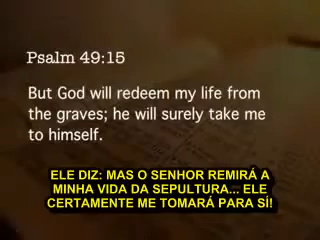 Psalm 49:15
But God will redeem my life from
the graves; he will surely take me
to himself.
ELE DIZ: MAS O SENHOR REMIRÁ A
MINHA VIDA DA SEPULTURA... ELE
CERTAMENTE ME TOMARÁ PARA SÍ!